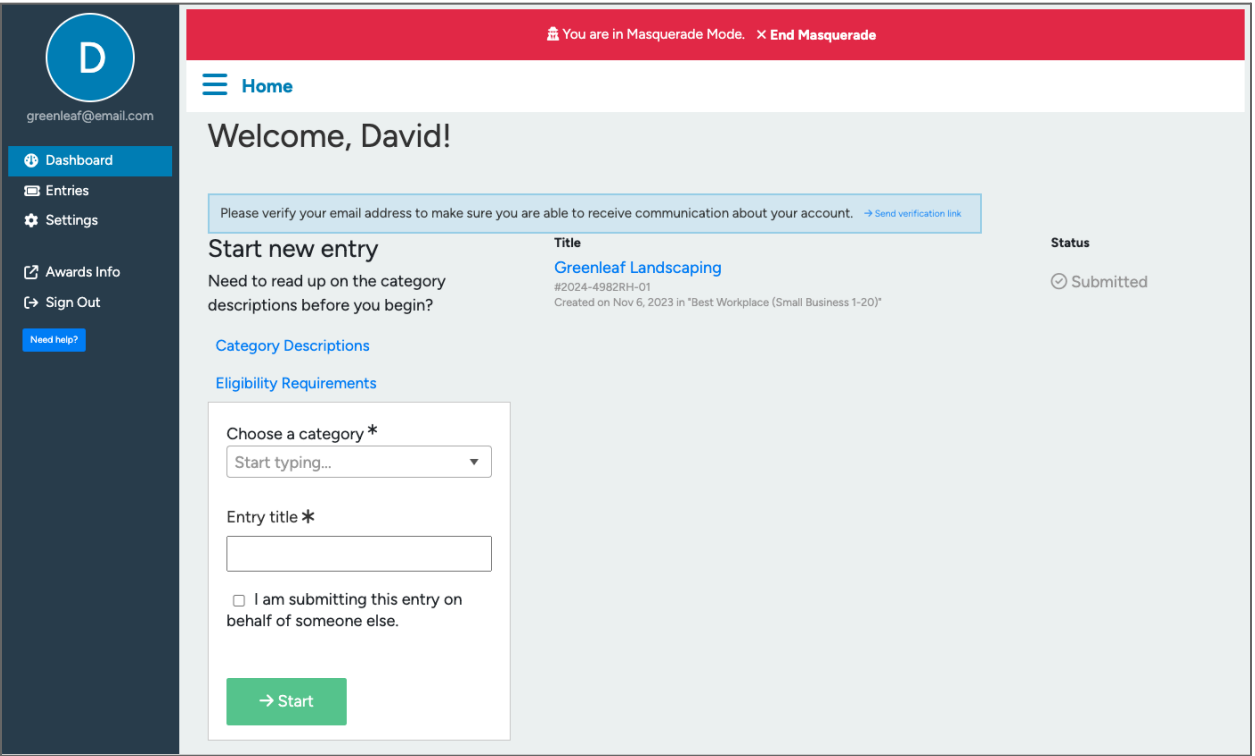 D
greenleaf@email.com
Dashboard
Entries
Settings
Awards Info
Sign Out
Need help?
You are in Masquerade Mode. × End Masquerade
Home
Welcome, David!
Please verify your email address to make sure you are able to receive communication about your account. → Send verification link
Start new entry
Need to read up on the category
descriptions before you begin?
Category Descriptions
Eligibility Requirements
Choose a category *
Start typing...
Entry title *
I am submitting this entry on
behalf of someone else.
→ Start
Title
Greenleaf Landscaping
#2024-4982RH-01
Created on Nov 6, 2023 in "Best Workplace (Small Business 1-20)"
Status
Submitted